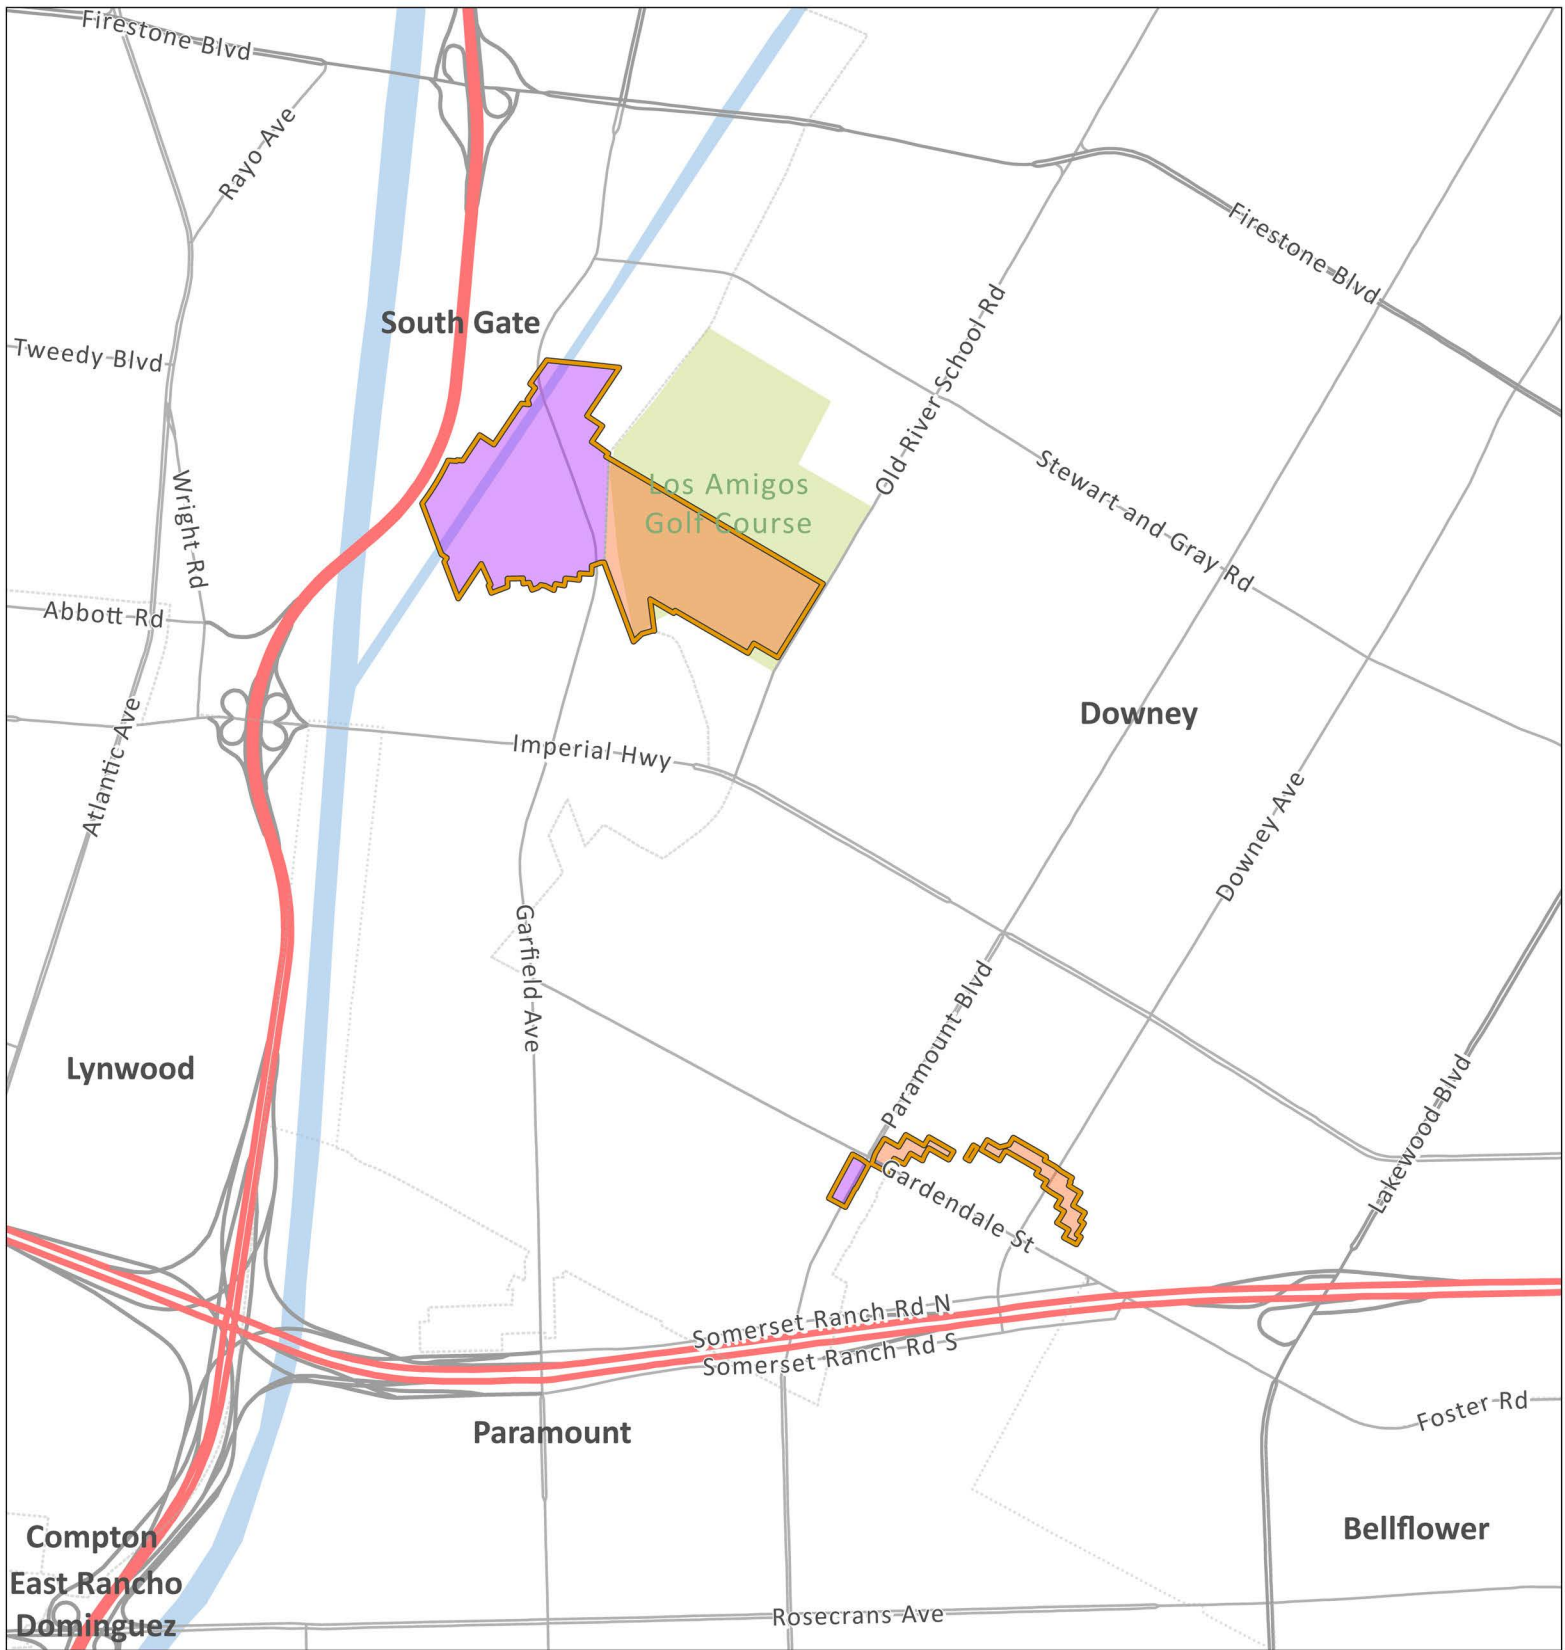 Firestone Blvd
Rayo Ave
Firestone Blvd
South Gate
Tweedy Blvd
Old River School Rd
Los Amigos
Golf Course
Stewart and Gray Rd
Wright Rd
Abbott Rd
Downey
Imperial Hwy
Atlantic Ave
Downey Ave
Garfield Ave
Paramount Blvd
Lynwood
Lakewood Blvd
Gardendale St
Somerset Ranch Rd N
Somerset Ranch Rd S
Foster Rd
Paramount
Bellflower
Compton
East Rancho
Dominguez
Rosecrans Ave